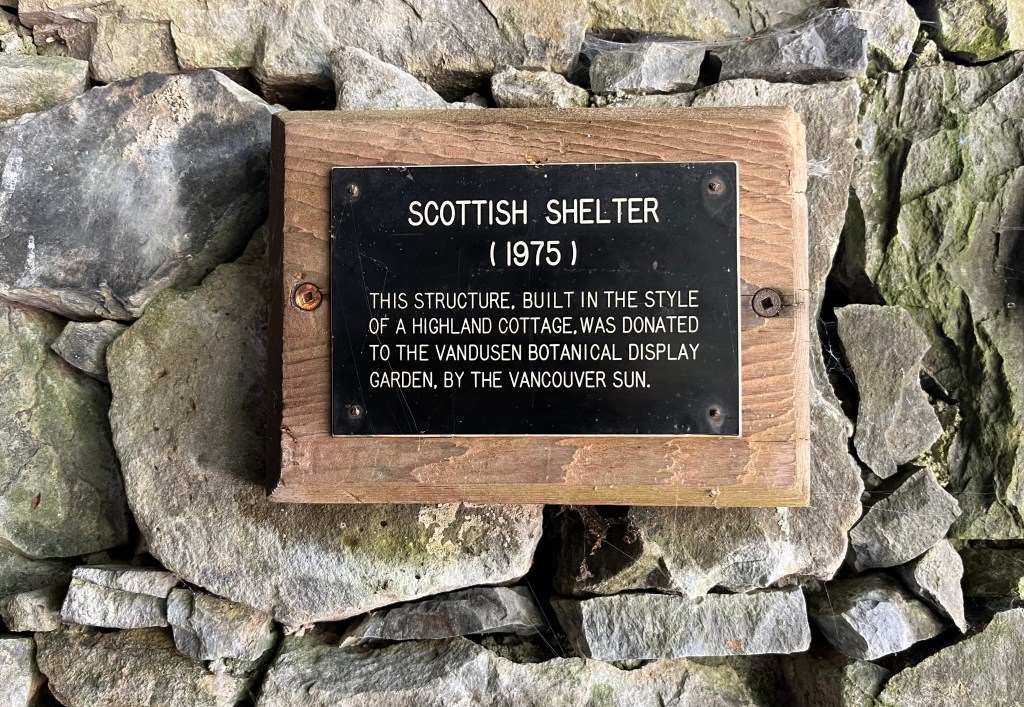 SCOTTISH SHELTER
(1975)
THIS STRUCTURE, BUILT IN THE STYLE
OF A HIGHLAND COTTAGE, WAS DONATED
TO THE VANDUSEN BOTANICAL DISPLAY
GARDEN, BY THE VANCOUVER SUN.